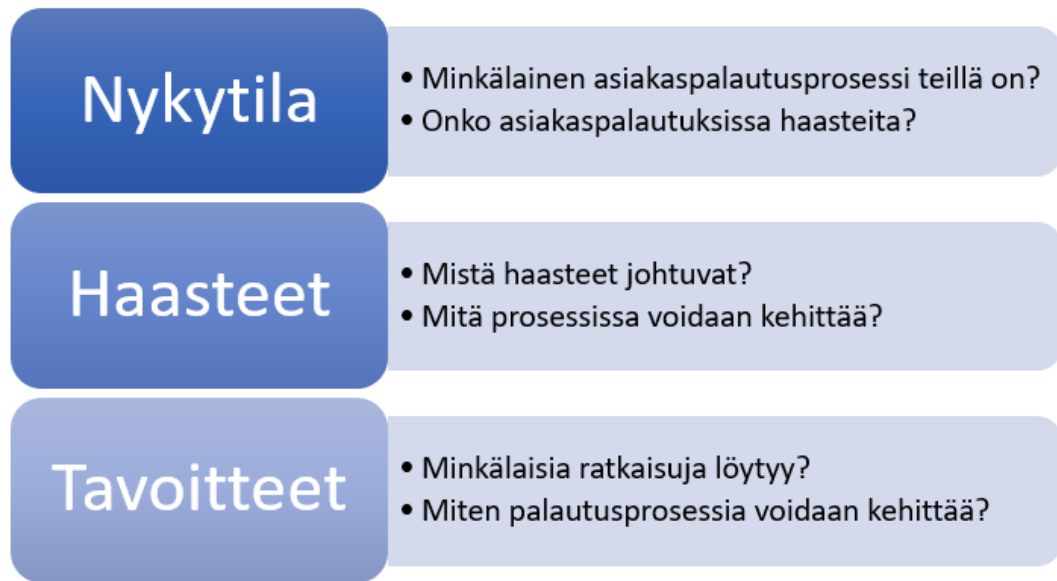 Nykytila
• Minkälainen asiakaspalautusprosessi teillä on?
• Onko asiakaspalautuksissa haasteita?
Haasteet
• Mistä haasteet johtuvat?
• Mitä prosessissa voidaan kehittää?
Tavoitteet
• Minkälaisia ratkaisuja löytyy?
• Miten palautusprosessia voidaan kehittää?